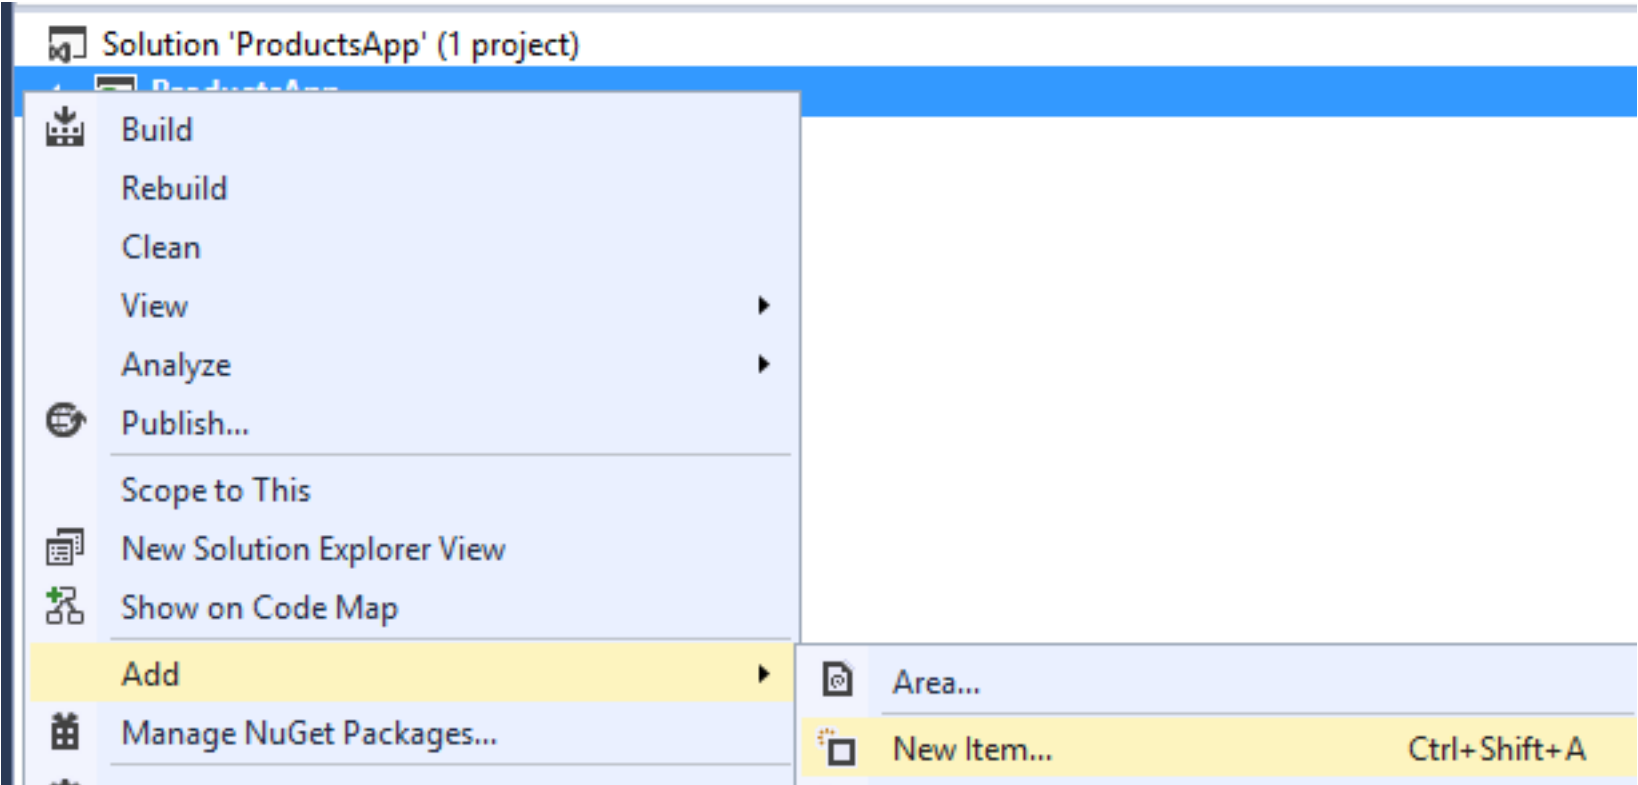 Solution 'ProductsApp' (1 project)
ProductsApp
Build
Rebuild
Clean
View
Analyze
Publish...
Scope to This
New Solution Explorer View
Show on Code Map
Add
Area...
Manage NuGet Packages...
New Item... Ctrl+Shift+A